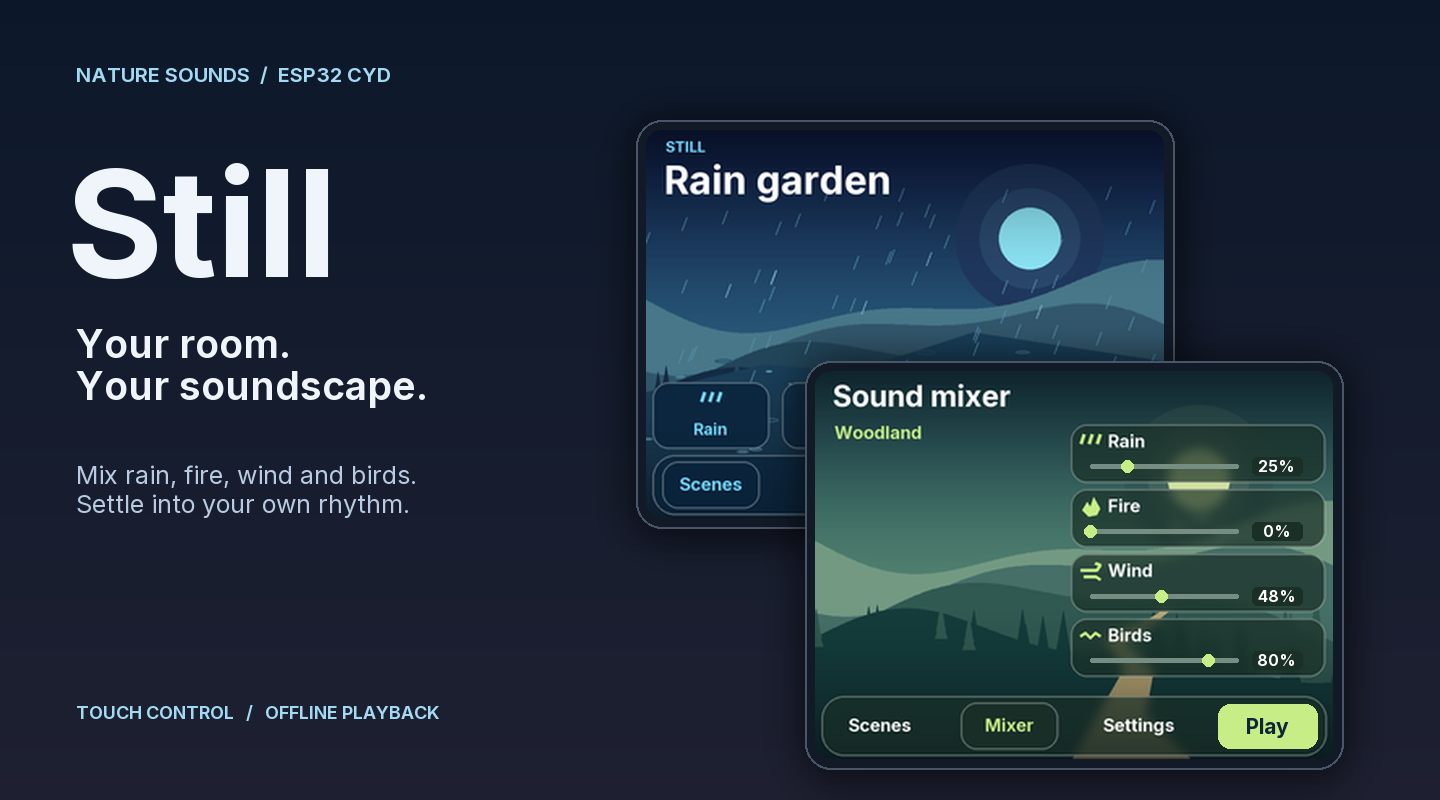 NATURE SOUNDS / ESP32 CYD
Still
Your room.
Your soundscape.
Mix rain, fire, wind and birds.
Settle into your own rhythm.
TOUCH CONTROL / OFFLINE PLAYBACK
STILL
Rain garden
Rain
Scenes
Sound mixer
Woodland
Rain
25%
Fire
0%
Wind
48%
Birds
80%
Scenes
Mixer
Settings
Play